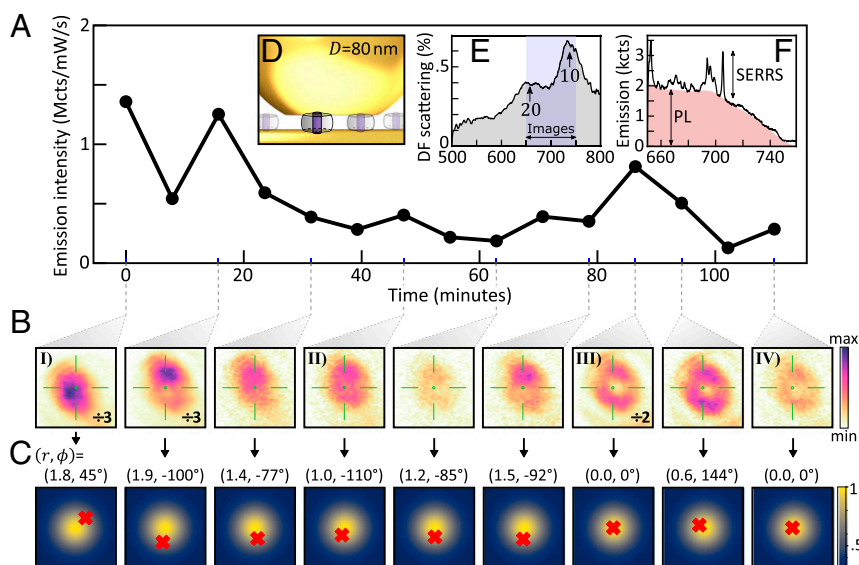 A
Emission intensity (Mcts/mW/s)
2
1
0
0 20 40 60 80 100
Time (minutes)
D
D=80 nm
E
DF scattering (%)
.5
0
20
10
Images
500 600 700 800
F
Emission (kcts)
3
2
1
0
SERRS
PL
660 700 740
B
I) II) III) IV)
÷3 ÷3 ÷2
max
min
C
(r, ϕ)=
(1.8, 45°) (1.9, -100°) (1.4, -77°) (1.0, -110°) (1.2, -85°) (1.5, -92°) (0.0, 0°) (0.6, 144°) (0.0, 0°)
1
.5